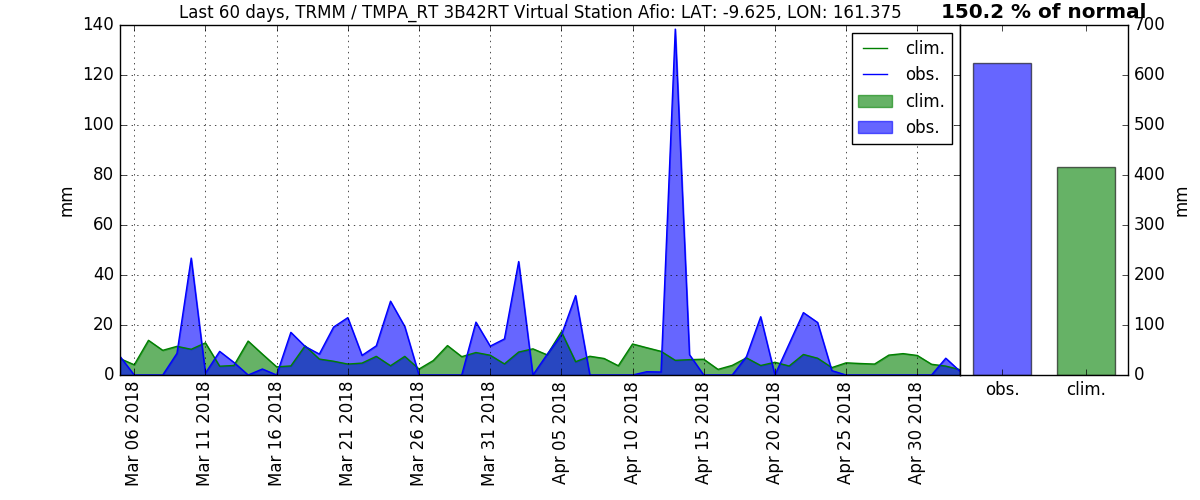 Last 60 days, TRMM / TMPA_RT 3B42RT Virtual Station Afio: LAT: -9.625, LON: 161.375
150.2 % of normal
140
120
100
80
60
40
20
0
mm
clim.
obs.
clim.
obs.
Mar 06 2018
Mar 11 2018
Mar 16 2018
Mar 21 2018
Mar 26 2018
Mar 31 2018
Apr 05 2018
Apr 10 2018
Apr 15 2018
Apr 20 2018
Apr 25 2018
Apr 30 2018
700
600
500
400
300
200
100
0
mm
obs.
clim.